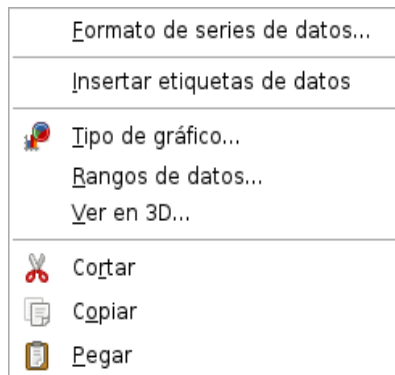 Formato de series de datos...
Insertar etiquetas de datos
Tipo de gráfico...
Rangos de datos...
Ver en 3D...
Cortar
Copiar
Pegar